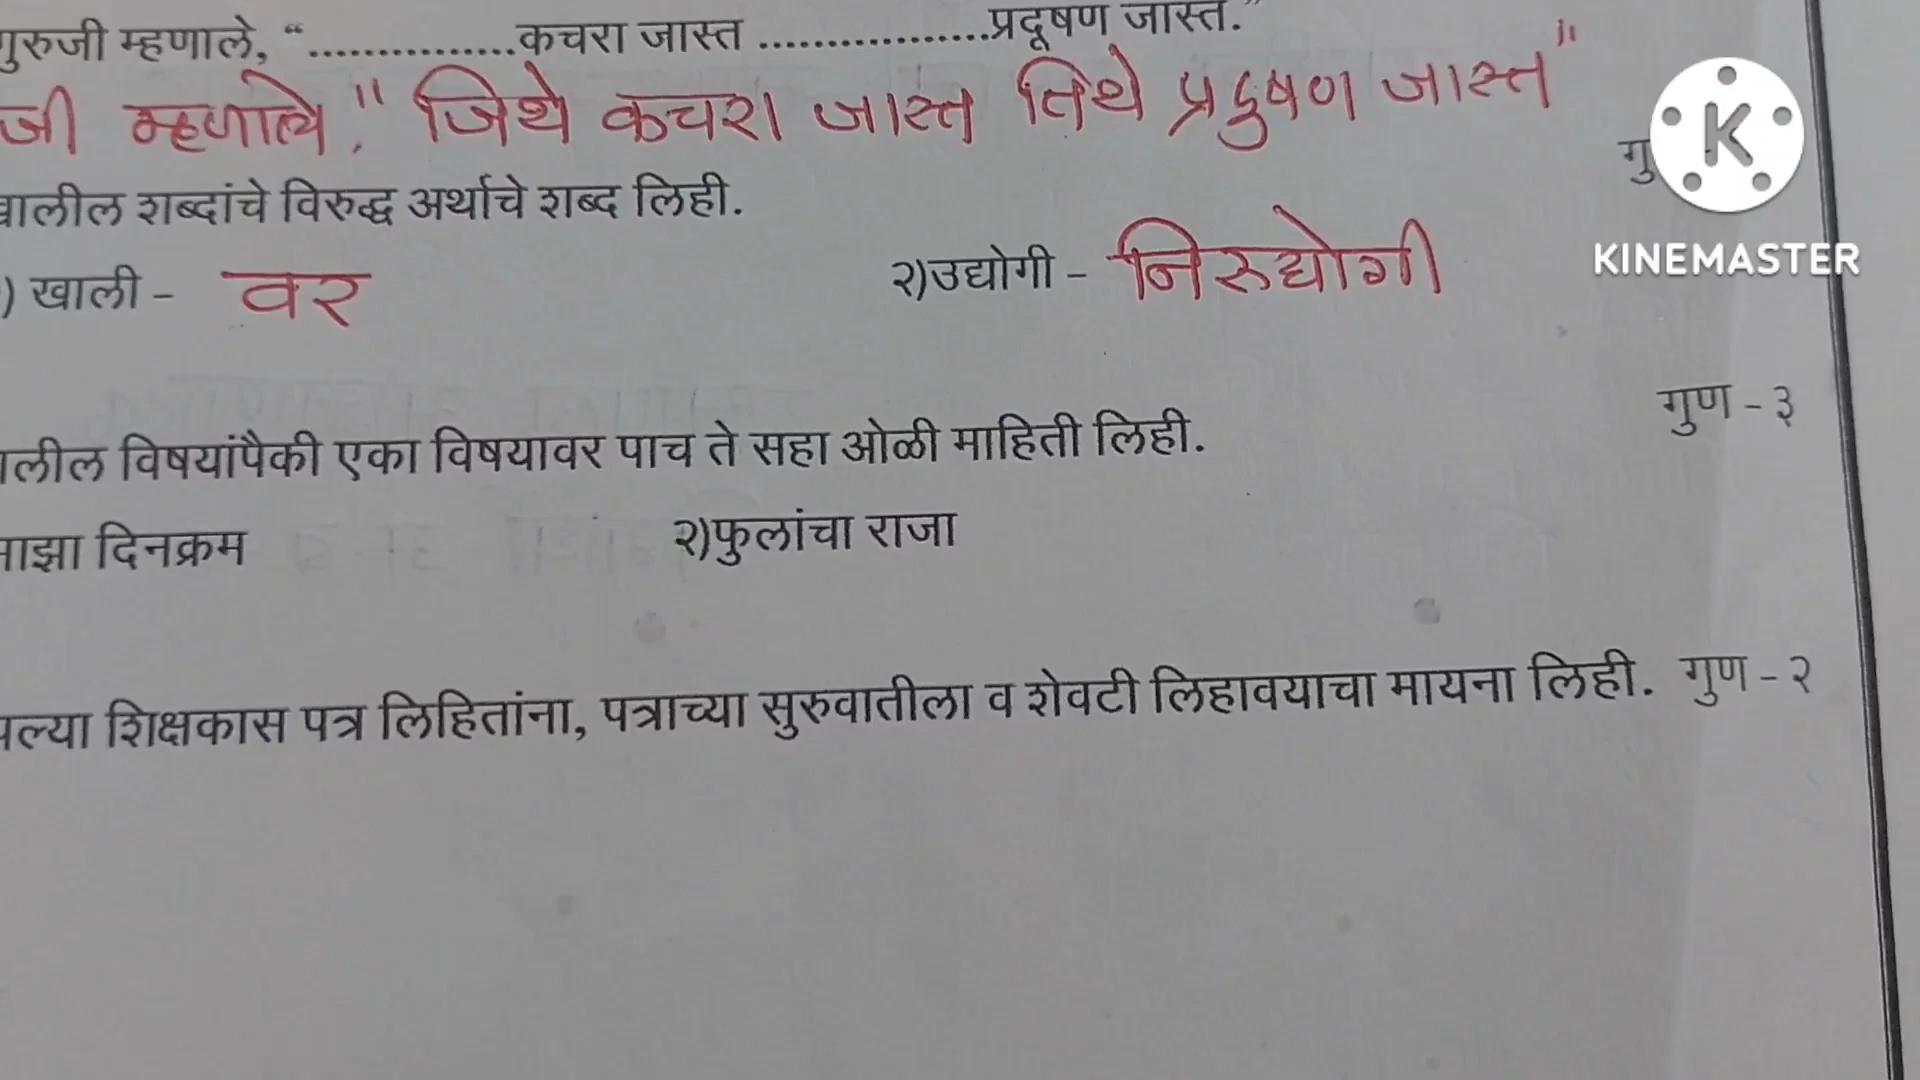 गुरुजी म्हणाले, “...............कचरा जास्त .................प्रदूषण जास्त.”
जी म्हणाले," जिथे कचरा जास्त तिथे प्रदुषण जास्त"
गु
खालील शब्दांचे विरुद्ध अर्थाचे शब्द लिही.
) खाली - वर २)उद्योगी - निरुद्योगी
KINEMASTER
गुण - ३
लील विषयांपैकी एका विषयावर पाच ते सहा ओळी माहिती लिही.
माझा दिनक्रम २)फुलांचा राजा
पल्या शिक्षकास पत्र लिहितांना, पत्राच्या सुरुवातीला व शेवटी लिहावयाचा मायना लिही. गुण - २